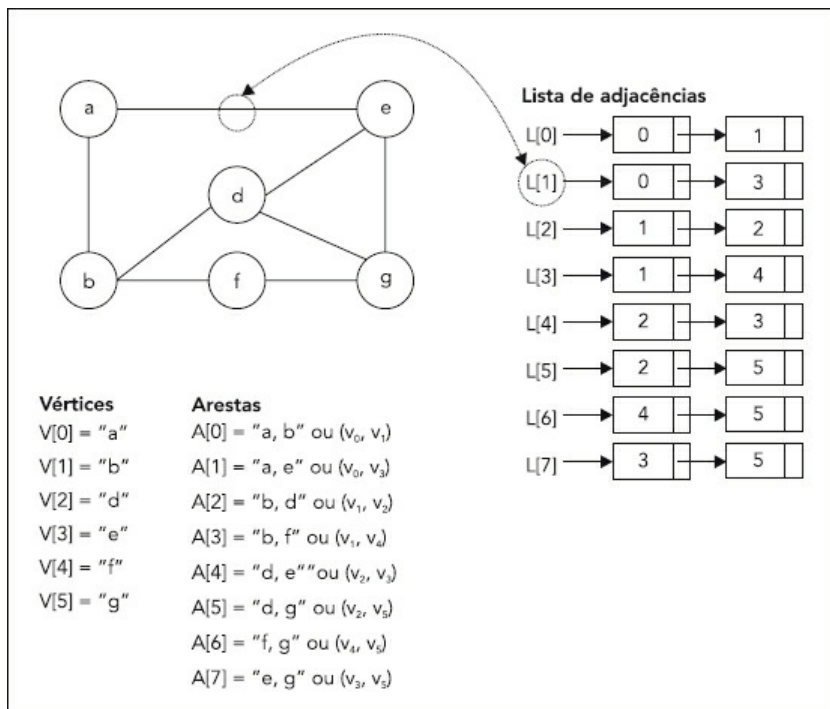 a
e
d
b
f
g
Lista de adjacências
L[0] 0 1
L[1] 0 3
L[2] 1 2
L[3] 1 4
L[4] 2 3
L[5] 2 5
L[6] 4 5
L[7] 3 5
Vértices
V[0] = "a"
V[1] = "b"
V[2] = "d"
V[3] = "e"
V[4] = "f"
V[5] = "g"
Arestas
A[0] = "a, b" ou (v₀, v₁)
A[1] = "a, e" ou (v₀, v₃)
A[2] = "b, d" ou (v₁, v₂)
A[3] = "b, f" ou (v₁, v₄)
A[4] = "d, e""ou (v₂, v₃)
A[5] = "d, g" ou (v₂, v₅)
A[6] = "f, g" ou (v₄, v₅)
A[7] = "e, g" ou (v₃, v₅)